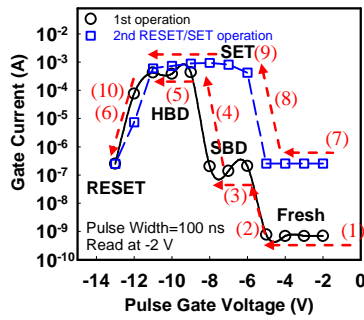 1st operation
2nd RESET/SET operation
Gate Current (A)
10⁻²
10⁻³
10⁻⁴
10⁻⁵
10⁻⁶
10⁻⁷
10⁻⁸
10⁻⁹
10⁻¹⁰
SET (9)
(10)
(6)
(5)
HBD
(4)
(8)
SBD
(7)
RESET
(3)
Fresh
Pulse Width=100 ns
(2)
(1)
Read at -2 V
-14 -12 -10 -8 -6 -4 -2 0
Pulse Gate Voltage (V)